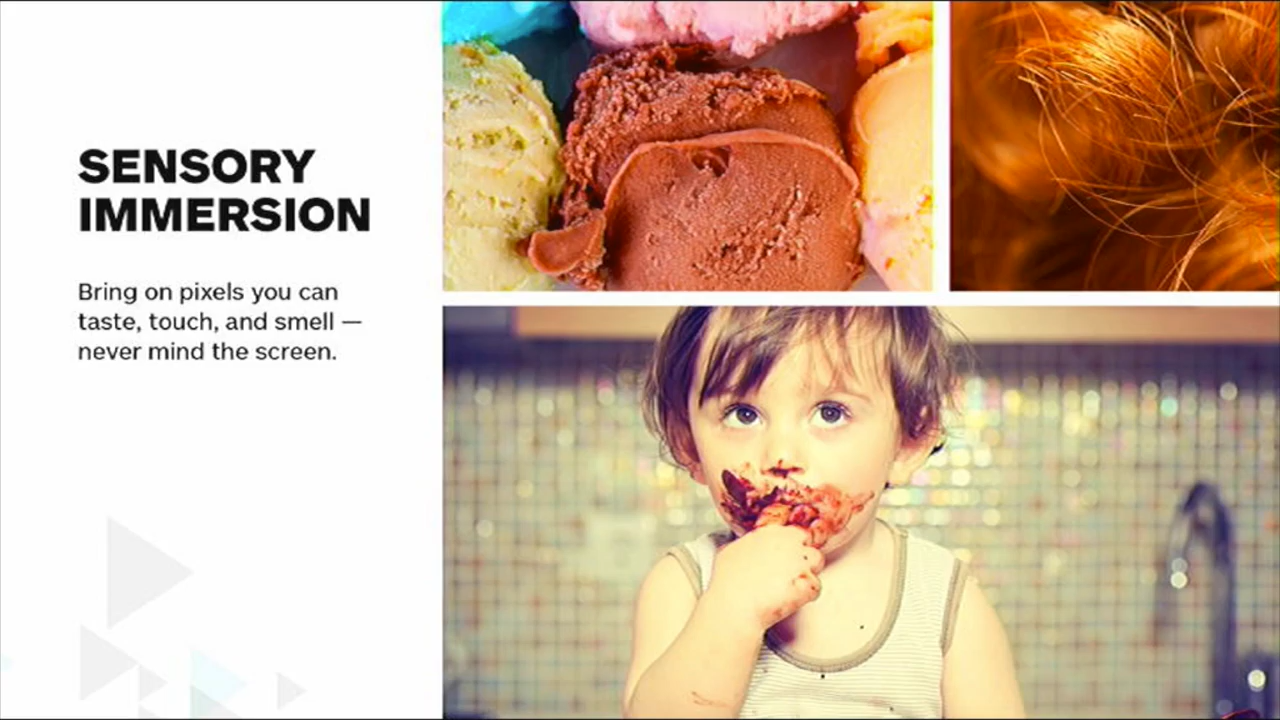 SENSORY
IMMERSION
Bring on pixels you can
taste, touch, and smell —
never mind the screen.